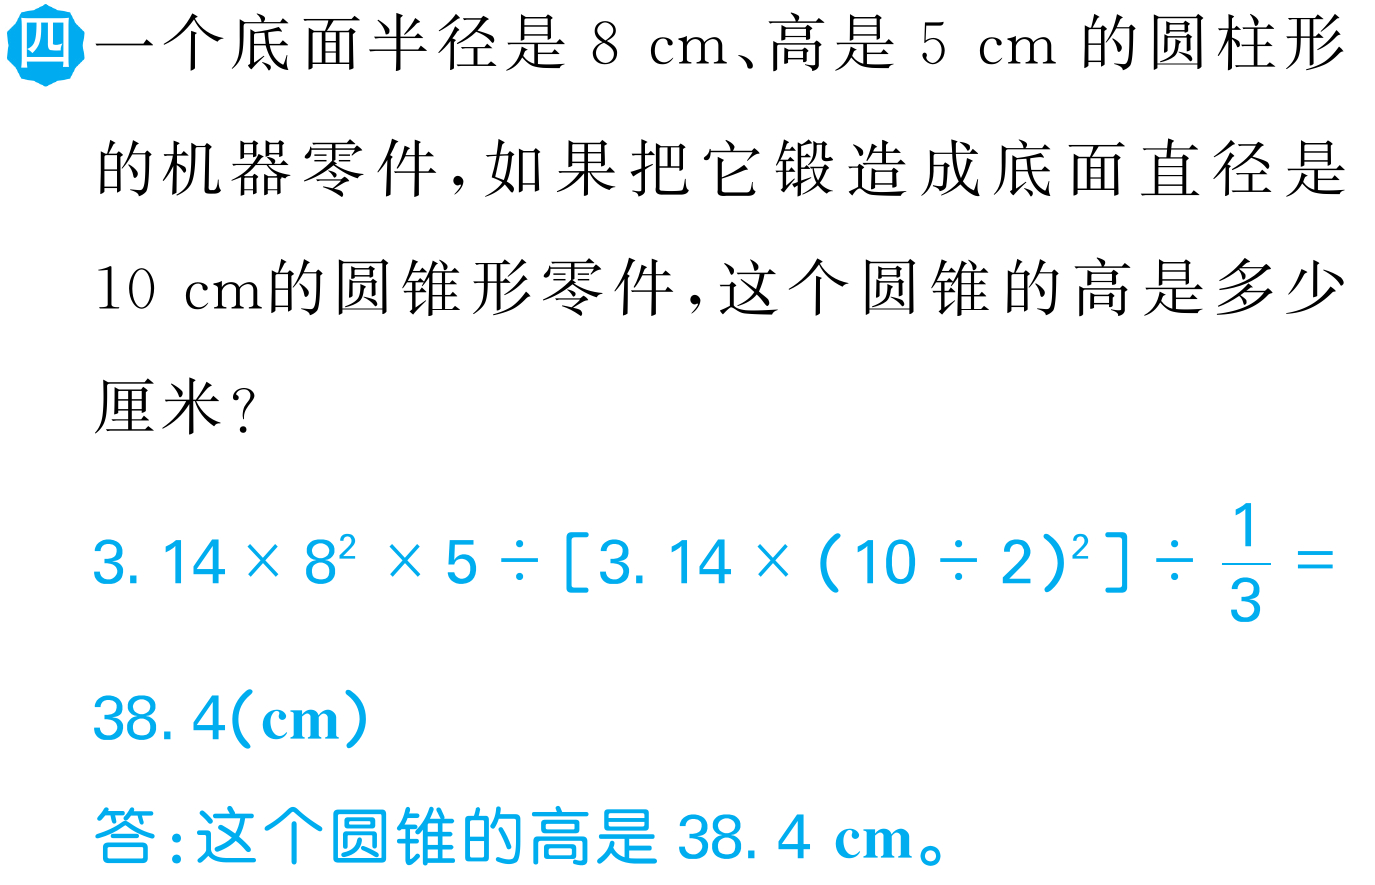 四 一个底面半径是 8 cm、高是 5 cm 的圆柱形
的机器零件,如果把它锻造成底面直径是
10 cm的圆锥形零件,这个圆锥的高是多少
厘米?
3.14 × 8² × 5 ÷ [3.14 × (10 ÷ 2)²] ÷ 1/3 =
38.4(cm)
答:这个圆锥的高是 38.4 cm。